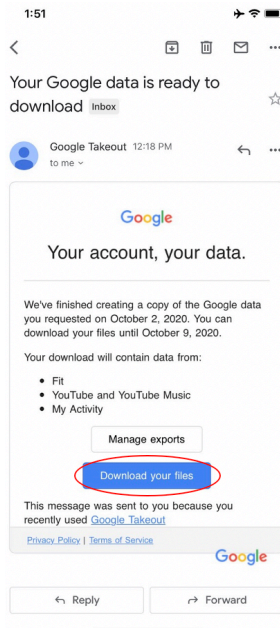 1:51
Your Google data is ready to
download Inbox
Google Takeout 12:18 PM
to me
Google
Your account, your data.
We've finished creating a copy of the Google data
you requested on October 2, 2020. You can
download your files until October 9, 2020.
Your download will contain data from:
• Fit
• YouTube and YouTube Music
• My Activity
Manage exports
Download your files
This message was sent to you because you
recently used Google Takeout
Privacy Policy | Terms of Service
Google
Reply
Forward